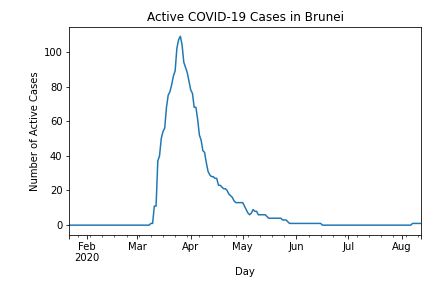 Active COVID-19 Cases in Brunei
Number of Active Cases
100
80
60
40
20
0
Feb Mar Apr May Jun Jul Aug
2020
Day